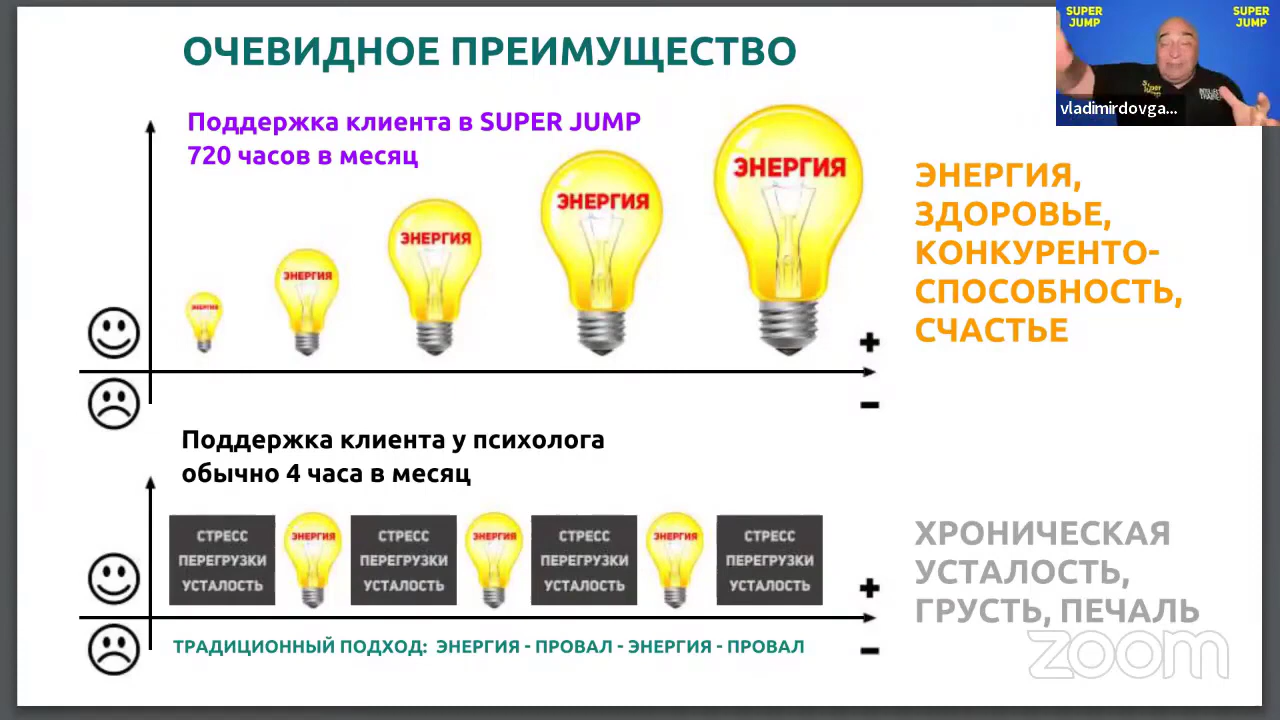 ОЧЕВИДНОЕ ПРЕИМУЩЕСТВО
SUPER
JUMP
SUPER
JUMP
vladimirdovga...
Поддержка клиента в SUPER JUMP
720 часов в месяц
ЭНЕРГИЯ
ЭНЕРГИЯ
ЭНЕРГИЯ
ЭНЕРГИЯ
ЭНЕРГИЯ
+
−
ЭНЕРГИЯ,
ЗДОРОВЬЕ,
КОНКУРЕНТО-
СПОСОБНОСТЬ,
СЧАСТЬЕ
Поддержка клиента у психолога
обычно 4 часа в месяц
СТРЕСС
ПЕРЕГРУЗКИ
УСТАЛОСТЬ
ЭНЕРГИЯ
СТРЕСС
ПЕРЕГРУЗКИ
УСТАЛОСТЬ
ЭНЕРГИЯ
СТРЕСС
ПЕРЕГРУЗКИ
УСТАЛОСТЬ
ЭНЕРГИЯ
СТРЕСС
ПЕРЕГРУЗКИ
УСТАЛОСТЬ
+
−
ТРАДИЦИОННЫЙ ПОДХОД: ЭНЕРГИЯ - ПРОВАЛ - ЭНЕРГИЯ - ПРОВАЛ
ХРОНИЧЕСКАЯ
УСТАЛОСТЬ,
ГРУСТЬ, ПЕЧАЛЬ
zoom